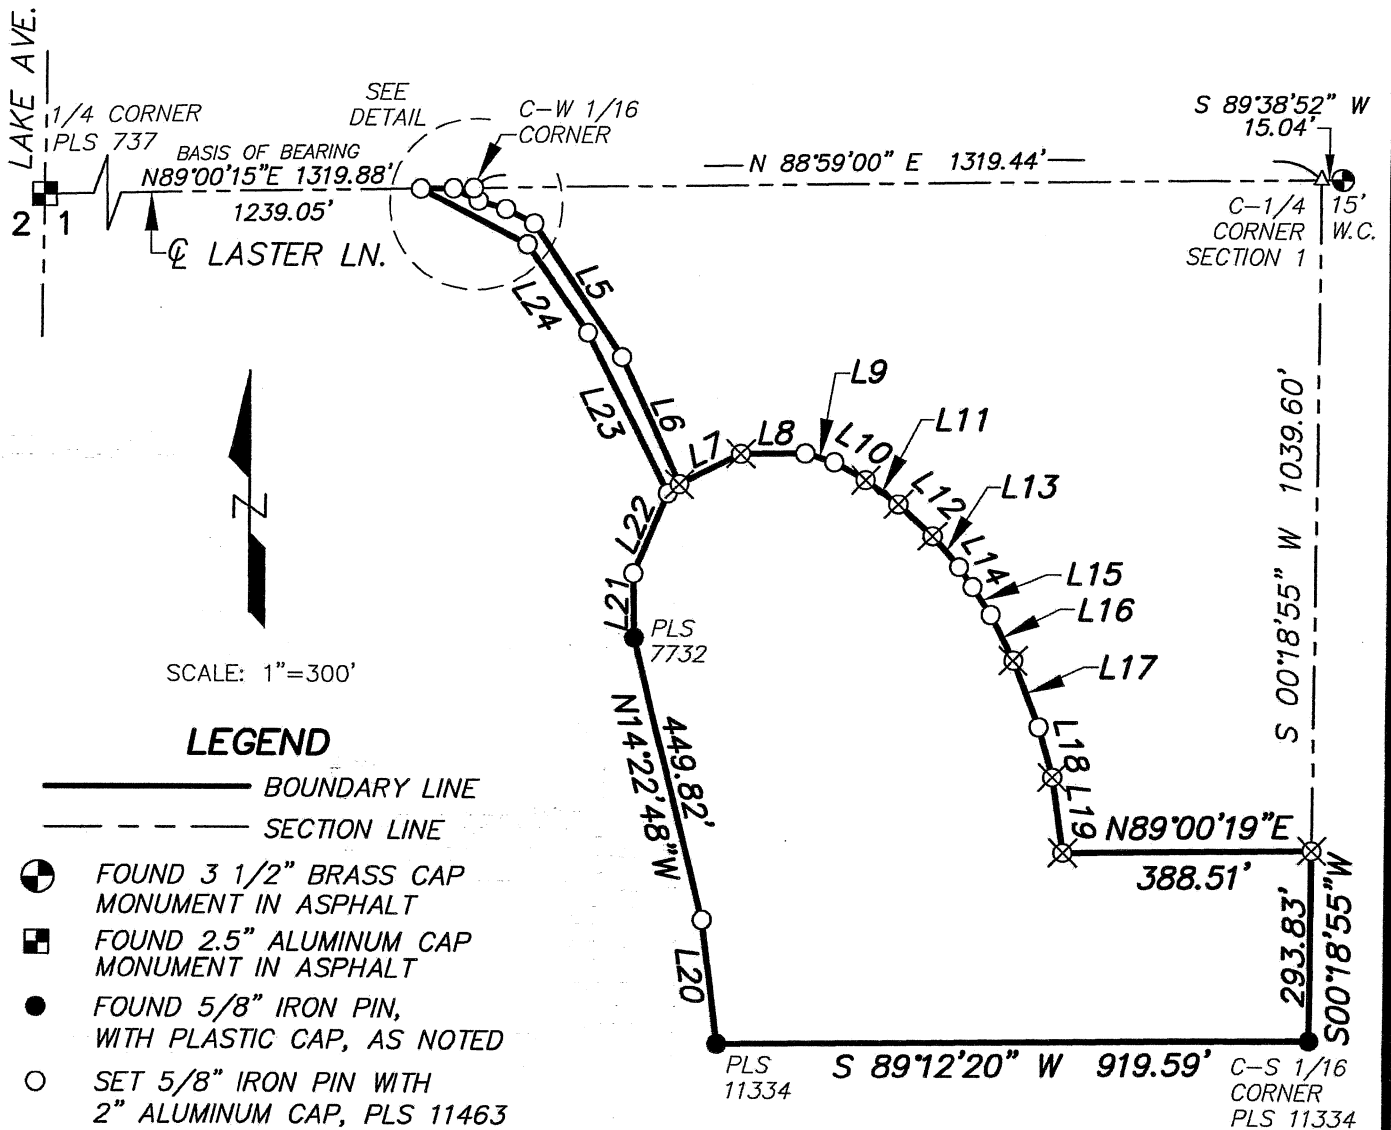 LAKE AVE.
1/4 CORNER
PLS 737
SEE
DETAIL
C-W 1/16
CORNER
S 89°38'52" W
15.04'
BASIS OF BEARING
N89°00'15"E 1319.88'
N 88°59'00" E 1319.44'
1239.05'
2 1
℄ LASTER LN.
C-1/4
CORNER
SECTION 1
15'
W.C.
L5
L24
L23
L6
L7
L8
L9
L10
L11
L12
L13
L14
L15
L16
L17
L18
L19
L22
L21
PLS
7732
S 00°18'55" W 1039.60'
Z
SCALE: 1"=300'
N14°22'48"W
449.82'
N89°00'19"E
388.51'
293.83'
S00°18'55"W
L20
PLS
11334
S 89°12'20" W 919.59'
C-S 1/16
CORNER
PLS 11334
LEGEND
BOUNDARY LINE
SECTION LINE
FOUND 3 1/2" BRASS CAP
MONUMENT IN ASPHALT
FOUND 2.5" ALUMINUM CAP
MONUMENT IN ASPHALT
FOUND 5/8" IRON PIN,
WITH PLASTIC CAP, AS NOTED
SET 5/8" IRON PIN WITH
2" ALUMINUM CAP, PLS 11463